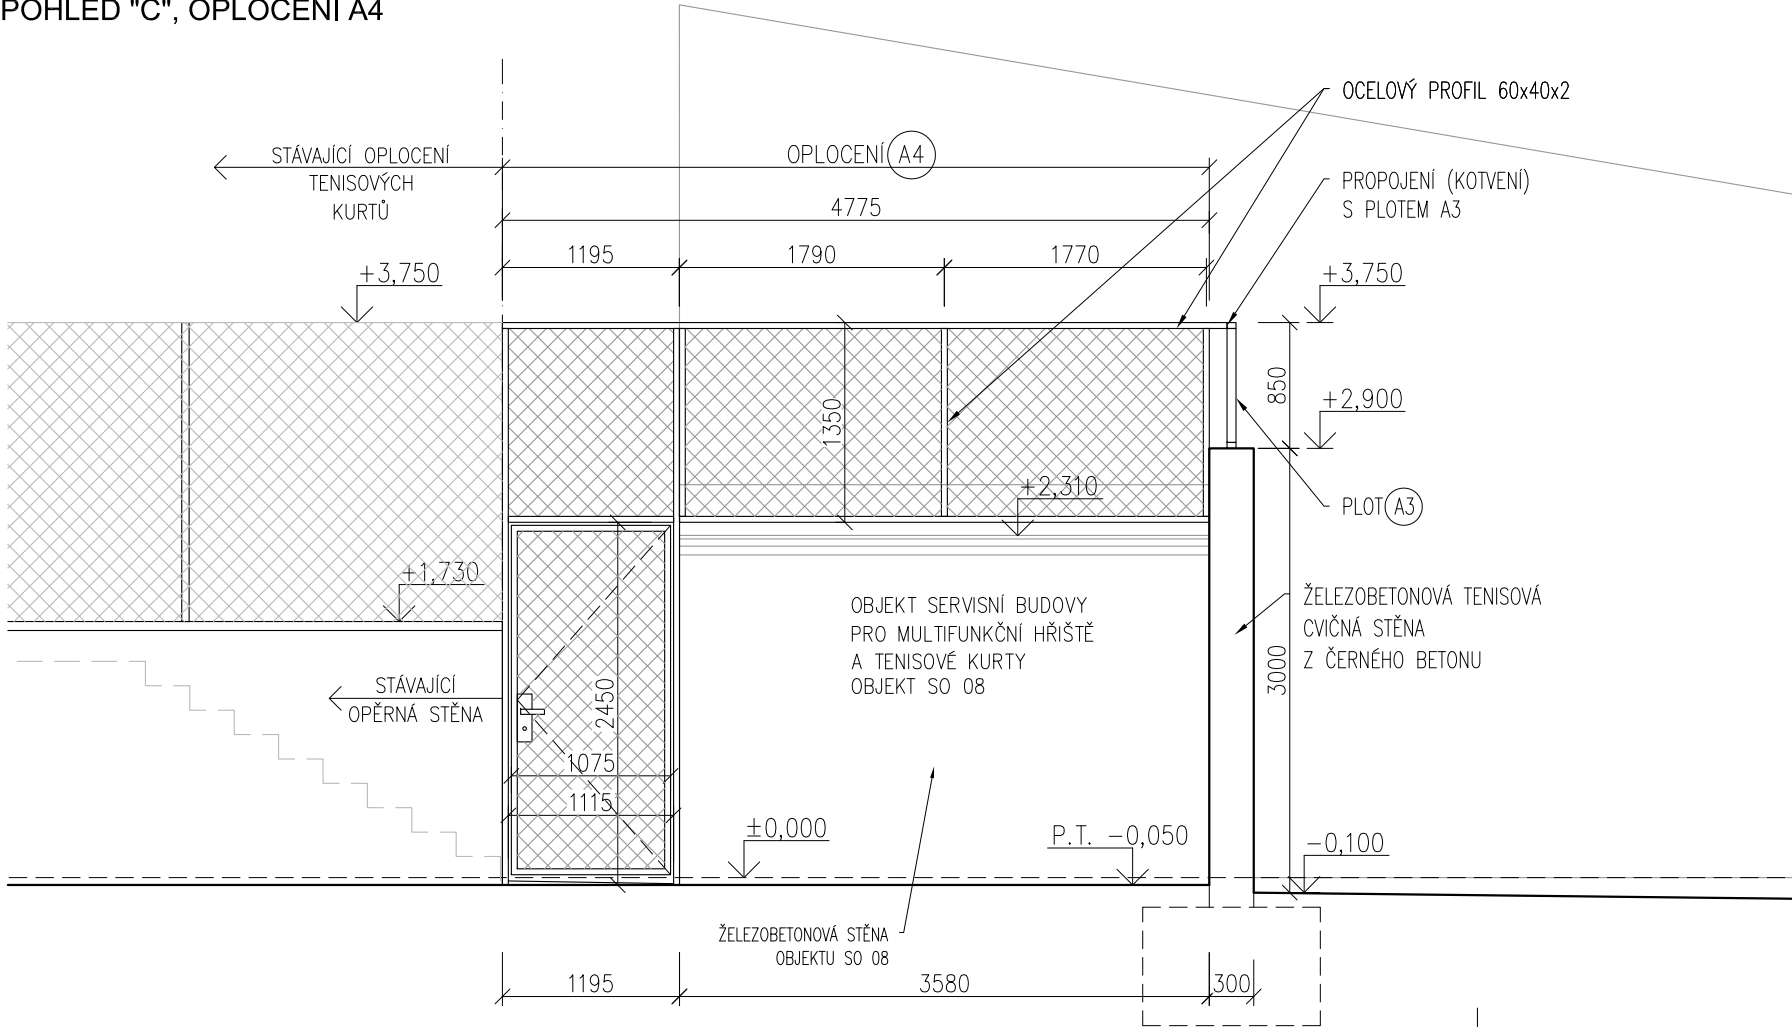 POHLED "C", OPLOCENÍ A4
OCELOVÝ PROFIL 60x40x2
STÁVAJÍCÍ OPLOCENÍ
TENISOVÝCH
KURTŮ
OPLOCENÍ A4
PROPOJENÍ (KOTVENÍ)
S PLOTEM A3
4775
1195
1790
1770
+3,750
+3,750
850
+2,900
1350
+2,310
PLOT A3
+1,730
OBJEKT SERVISNÍ BUDOVY
PRO MULTIFUNKČNÍ HŘIŠTĚ
A TENISOVÉ KURTY
OBJEKT SO 08
ŽELEZOBETONOVÁ TENISOVÁ
CVIČNÁ STĚNA
Z ČERNÉHO BETONU
3000
STÁVAJÍCÍ
OPĚRNÁ STĚNA
2450
1075
1115
±0,000
P.T. -0,050
-0,100
ŽELEZOBETONOVÁ STĚNA
OBJEKTU SO 08
1195
3580
300